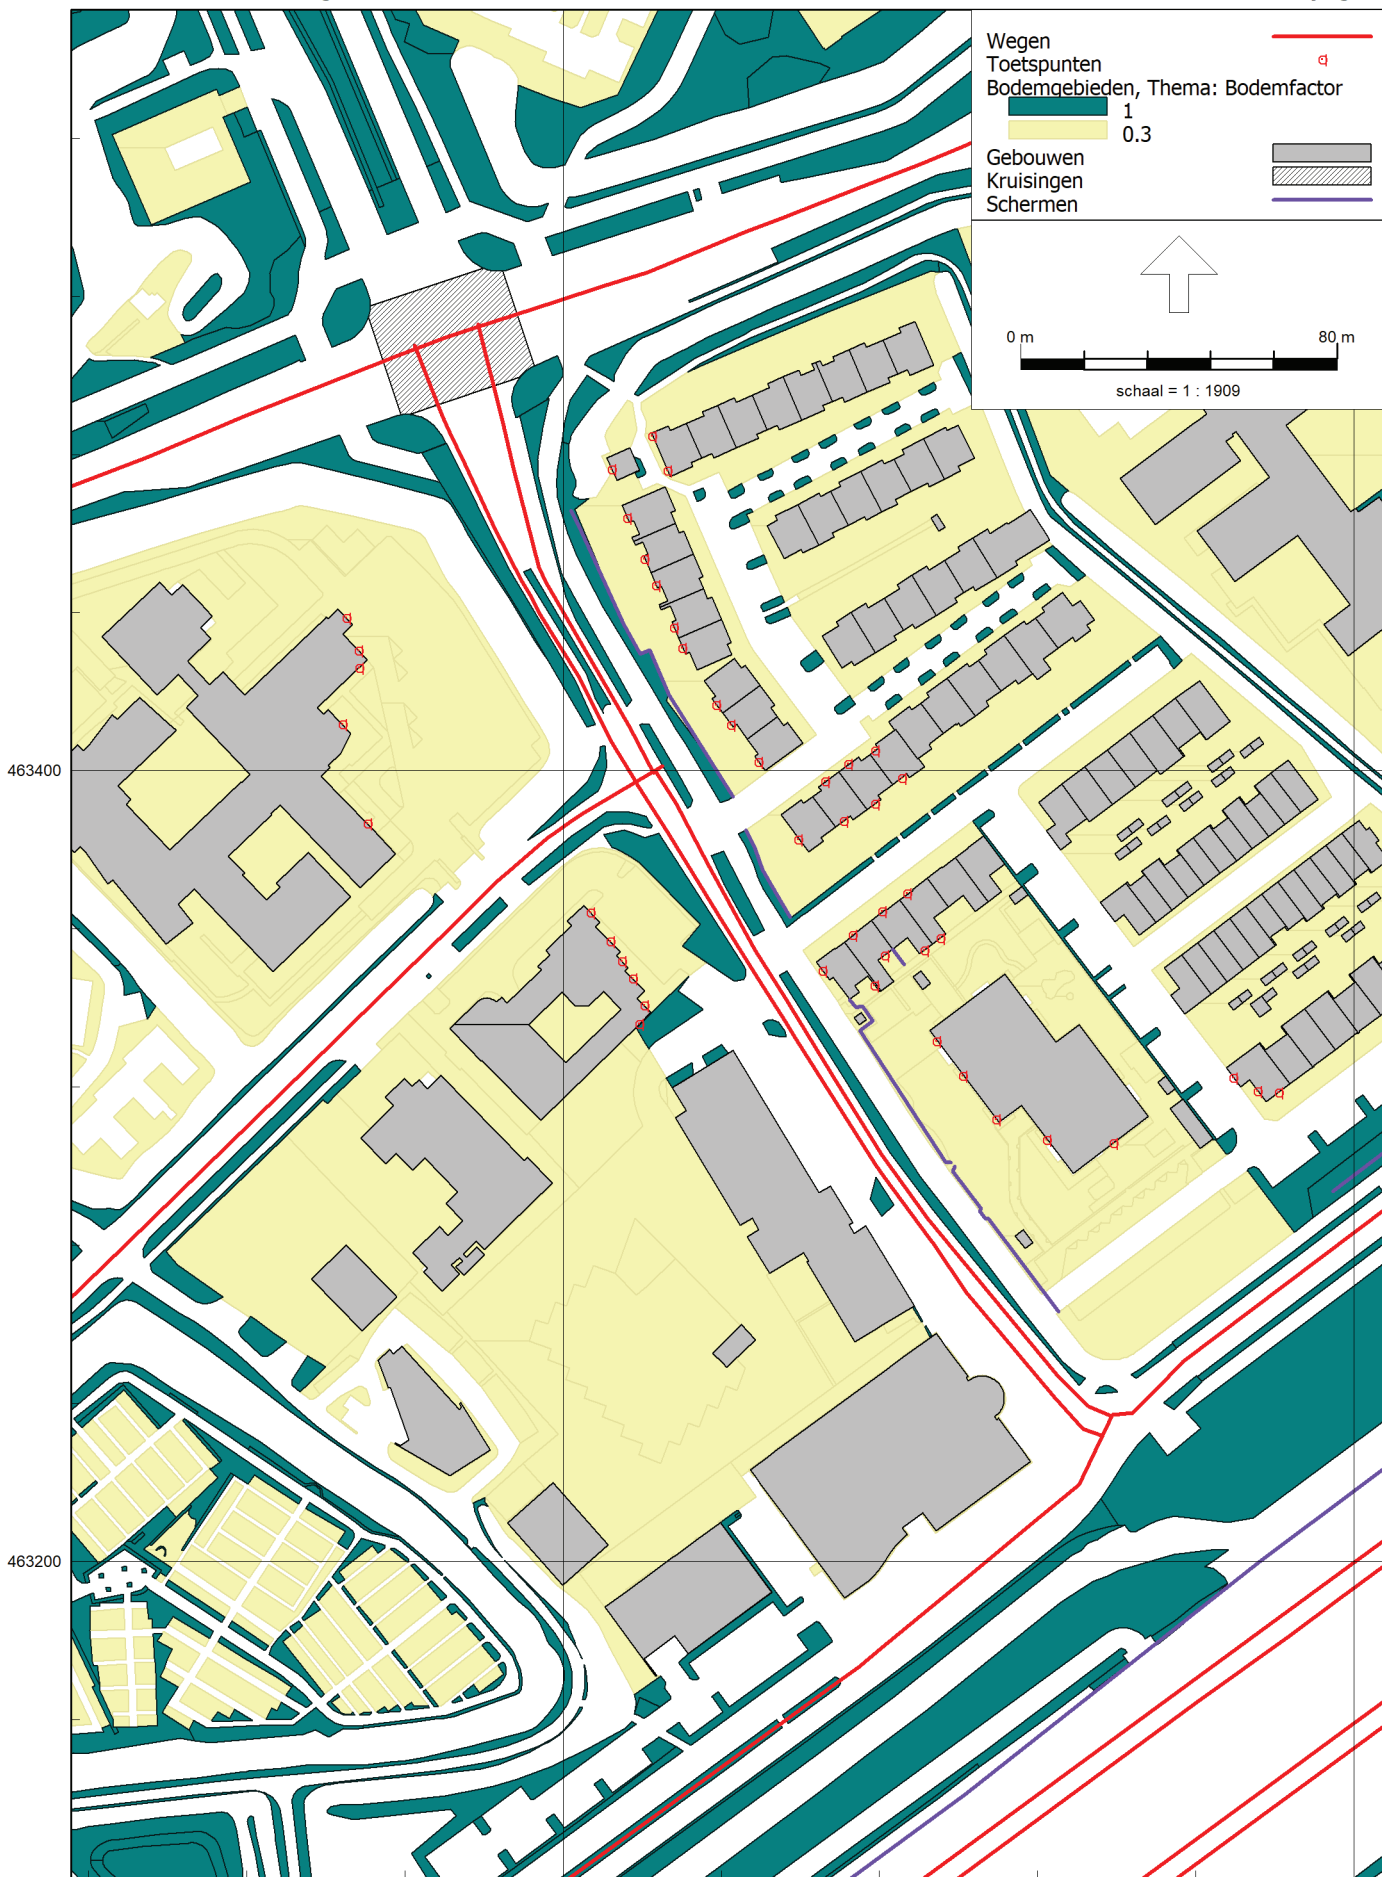 Wegen
Toetspunten
Bodemgebieden, Thema: Bodemfactor
1
0.3
Gebouwen
Kruisingen
Schermen
0 m 80 m
schaal = 1 : 1909
463400
463200